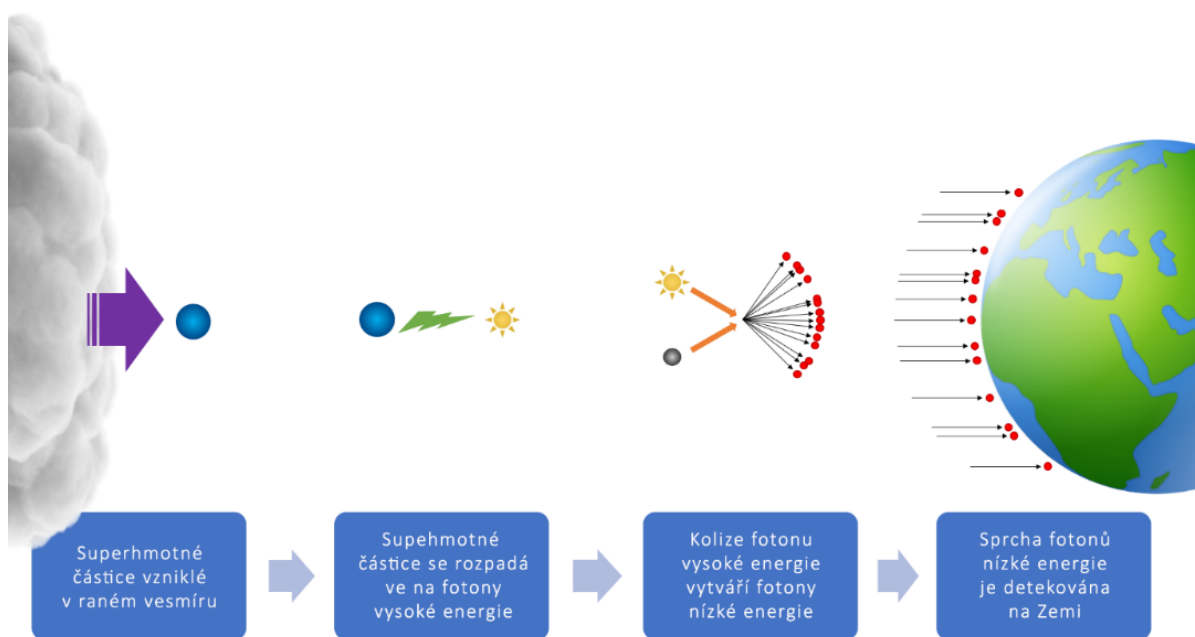 Superhmotné
částice vzniklé
v raném vesmíru
Supehmotné
částice se rozpadá
ve na fotony
vysoké energie
Kolize fotonu
vysoké energie
vytváří fotony
nízké energie
Sprcha fotonů
nízké energie
je detekována
na Zemi